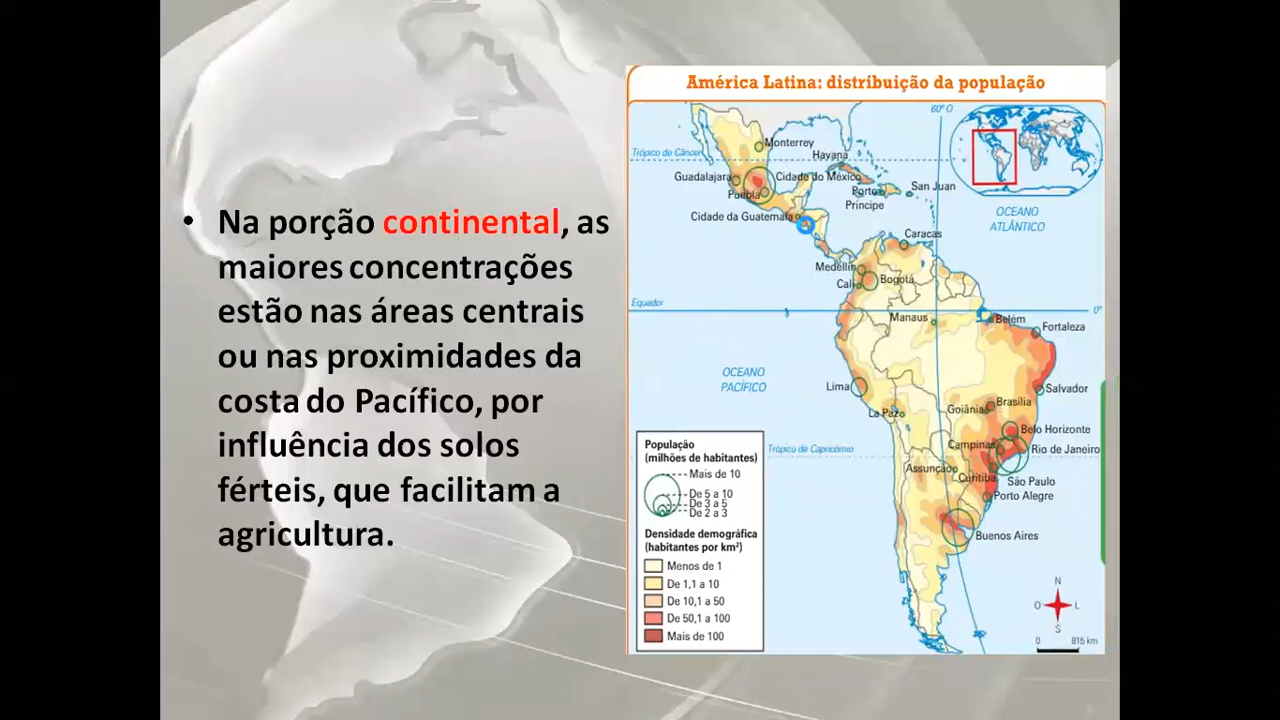 • Na porção continental, as
maiores concentrações
estão nas áreas centrais
ou nas proximidades da
costa do Pacífico, por
influência dos solos
férteis, que facilitam a
agricultura.
América Latina: distribuição da população
60° O
Monterrey
Trópico de Câncer
Havana
Guadalajara
Cidade do México
Puebla
Porto
Príncipe
San Juan
Cidade da Guatemala
OCEANO
ATLÂNTICO
Caracas
Medellín
Cali
Bogotá
Equador
0°
Manaus
Belém
Fortaleza
OCEANO
PACÍFICO
Lima
Salvador
Brasília
La Paz
Goiânia
Belo Horizonte
Campinas
Rio de Janeiro
Trópico de Capricórnio
Assunção
Curitiba
São Paulo
Porto Alegre
Buenos Aires
População
(milhões de habitantes)
Mais de 10
De 5 a 10
De 3 a 5
De 2 a 3
Densidade demográfica
(habitantes por km²)
Menos de 1
De 1,1 a 10
De 10,1 a 50
De 50,1 a 100
Mais de 100
N
O L
S
0 815 km